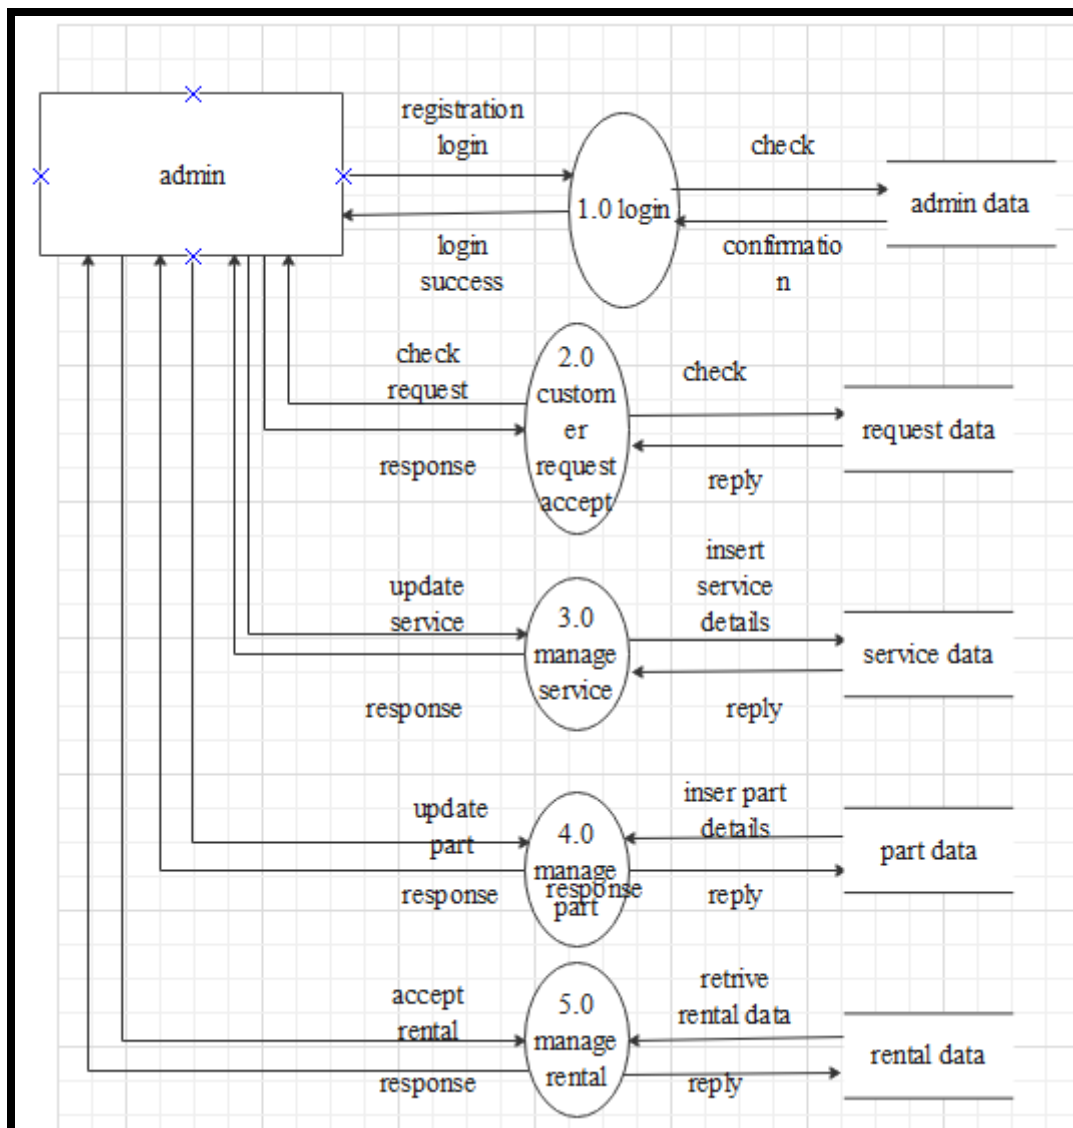 registration
login
admin
1.0 login
check
admin data
login
success
confirmatio
n
check
request
2.0
custom
er
request
accept
check
request data
response
reply
update
service
3.0
manage
service
insert
service
details
service data
response
reply
update
part
4.0
manage
part
response
inser part
details
part data
response
reply
accept
rental
5.0
manage
rental
retrive
rental data
rental data
response
reply